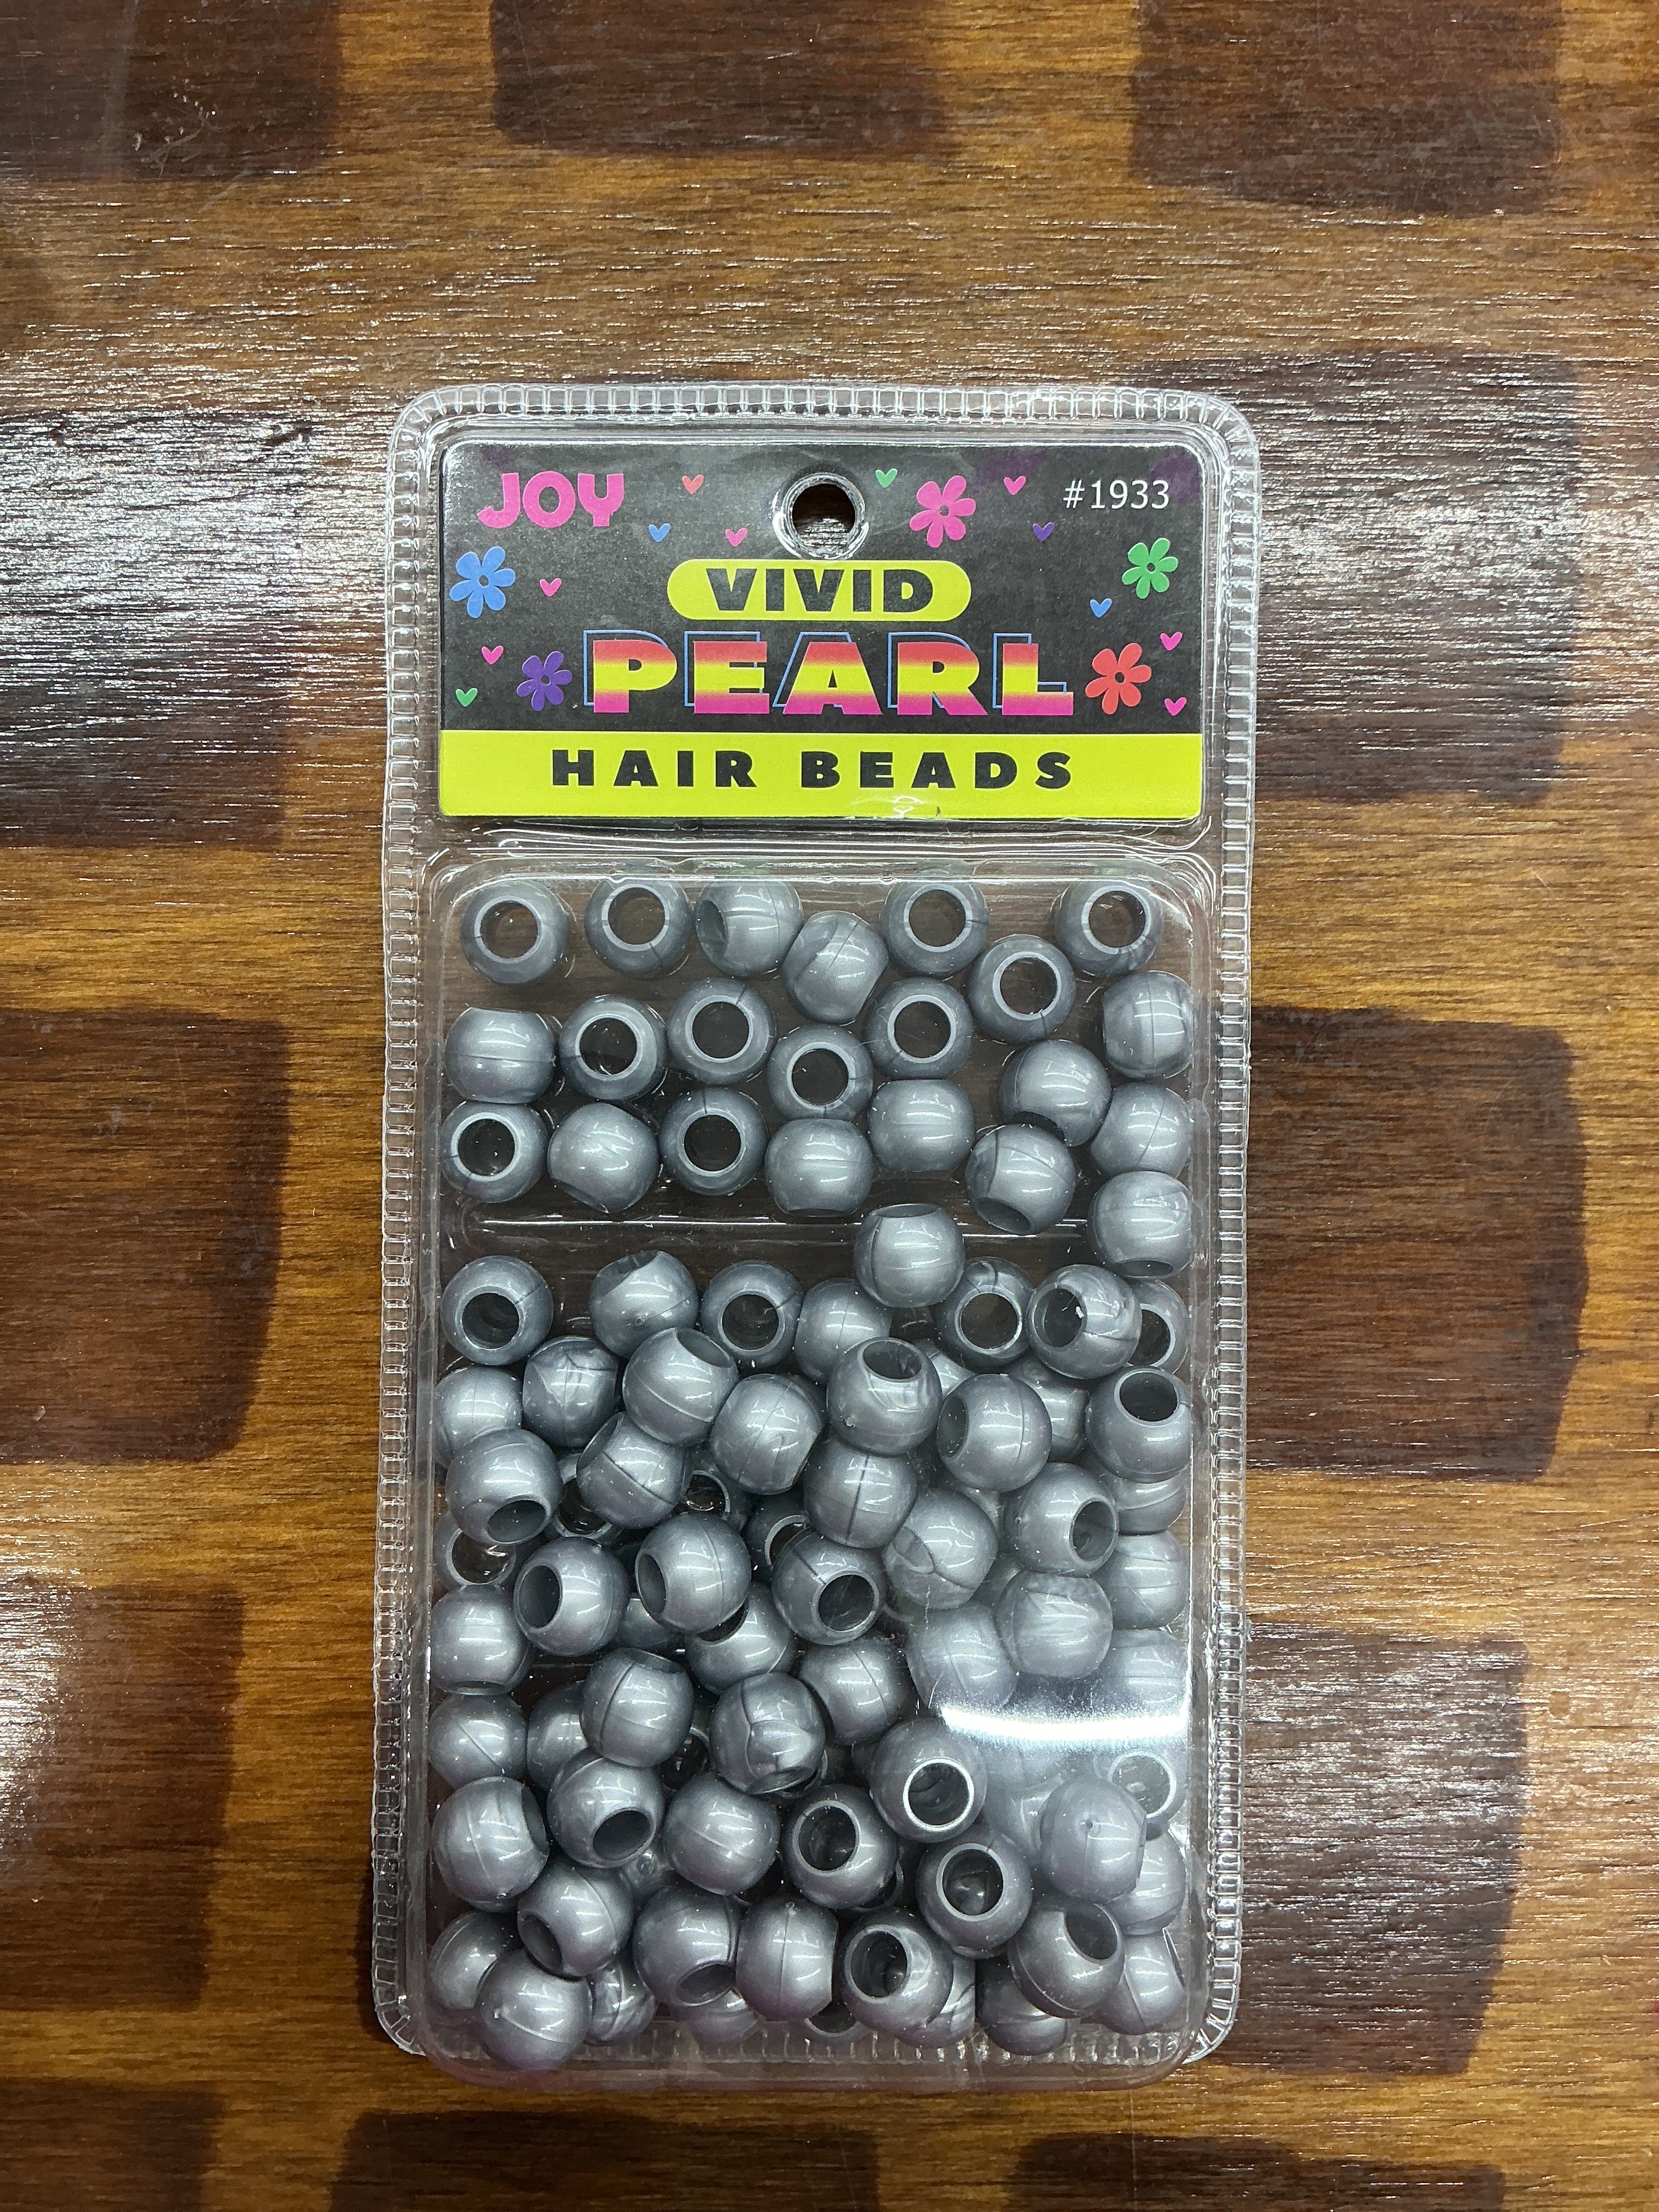 JOY
#1933
VIVID
PEARL
HAIR BEADS